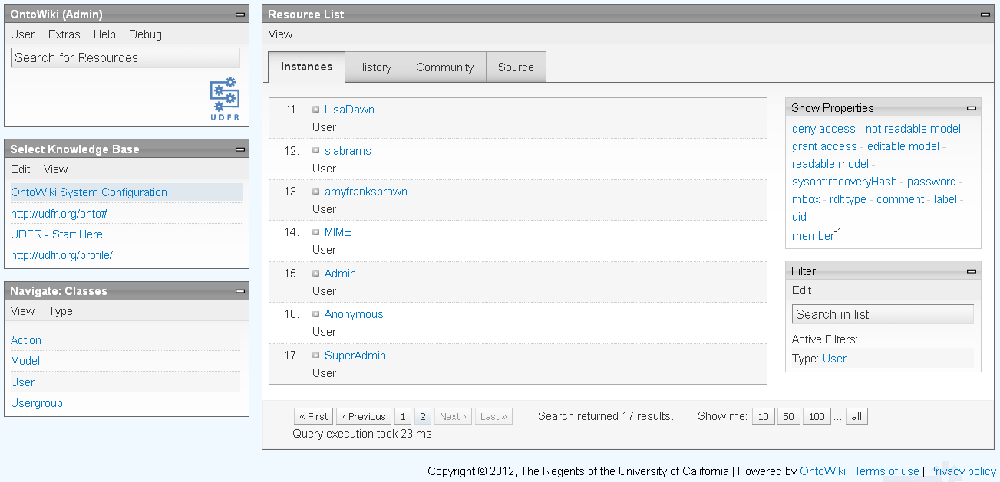 OntoWiki (Admin)
User Extras Help Debug
Search for Resources
UDFR
Select Knowledge Base
Edit View
OntoWiki System Configuration
http://udfr.org/onto#
UDFR - Start Here
http://udfr.org/profile/
Navigate: Classes
View Type
Action
Model
User
Usergroup
Resource List
View
Instances History Community Source
11. LisaDawn
User
12. slabrams
User
13. amyfranksbrown
User
14. MIME
User
15. Admin
User
16. Anonymous
User
17. SuperAdmin
User
Show Properties
deny access - not readable model -
grant access - editable model -
readable model -
sysont:recoveryHash - password -
mbox - rdf:type - comment - label -
uid
member-1
Filter
Edit
Search in list
Active Filters:
Type: User
« First ‹ Previous 1 2 Next › Last » Search returned 17 results. Show me: 10 50 100 ... all
Query execution took 23 ms.
Copyright © 2012, The Regents of the University of California | Powered by OntoWiki | Terms of use | Privacy policy